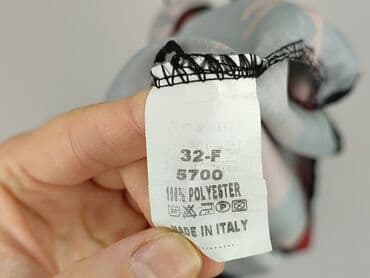 32-F
5700
100% POLYESTER
MADE IN ITALY